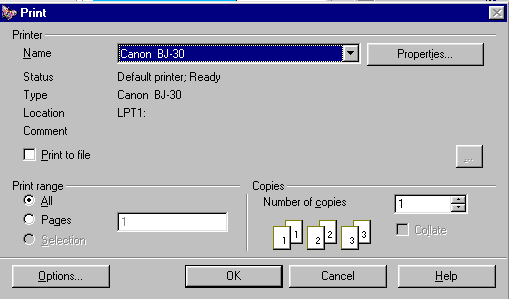 Print
Printer
Name Canon BJ-30 Properties...
Status Default printer; Ready
Type Canon BJ-30
Location LPT1:
Comment
Print to file ...
Print range Copies
All Number of copies 1
Pages 1
1 1 2 2 3 3 Collate
Selection
Options... OK Cancel Help